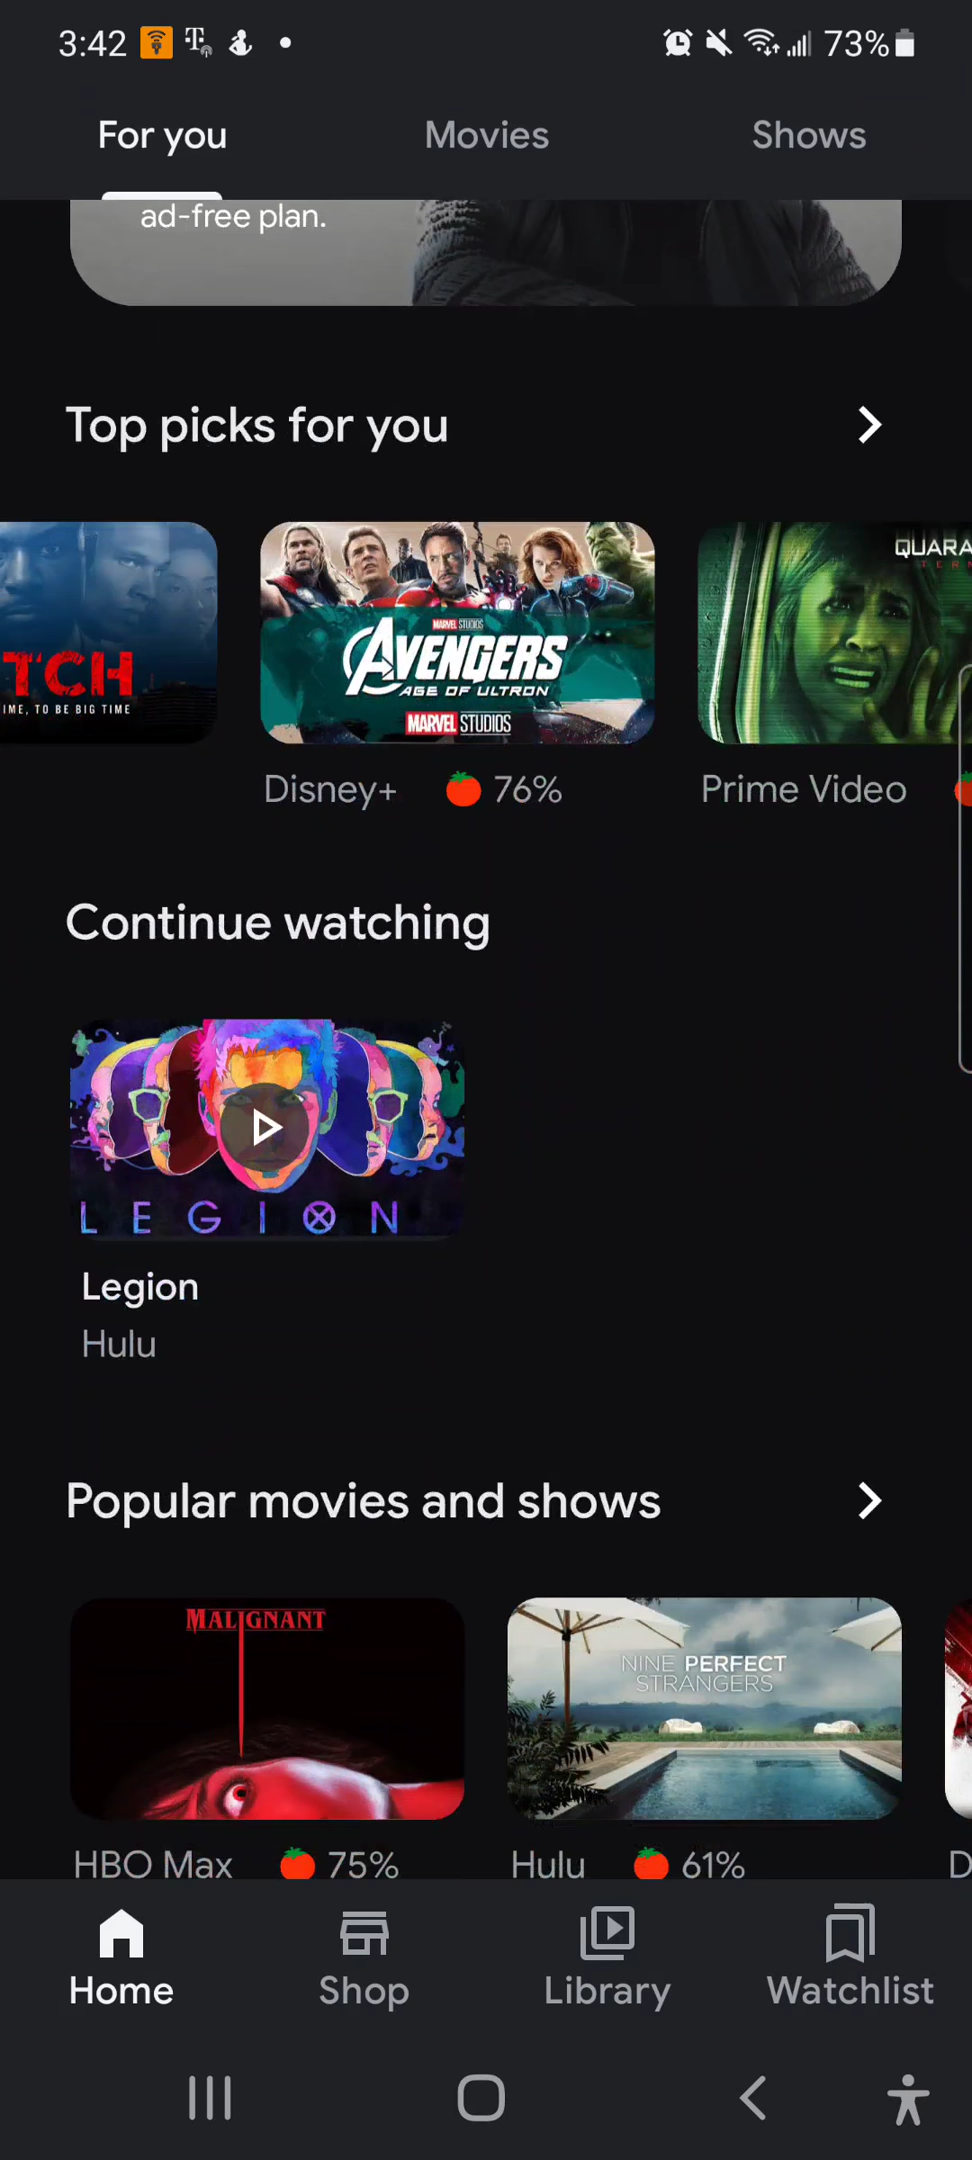 3:42
73%
For you
Movies
Shows
ad-free plan.
Top picks for you
TCH
IME, TO BE BIG TIME
MARVEL STUDIOS
AVENGERS
AGE OF ULTRON
MARVEL STUDIOS
QUARA
TERM
Disney+
76%
Prime Video
Continue watching
LEGION
Legion
Hulu
Popular movies and shows
MALIGNANT
NINE PERFECT
STRANGERS
HBO Max
75%
Hulu
61%
D
Home
Shop
Library
Watchlist